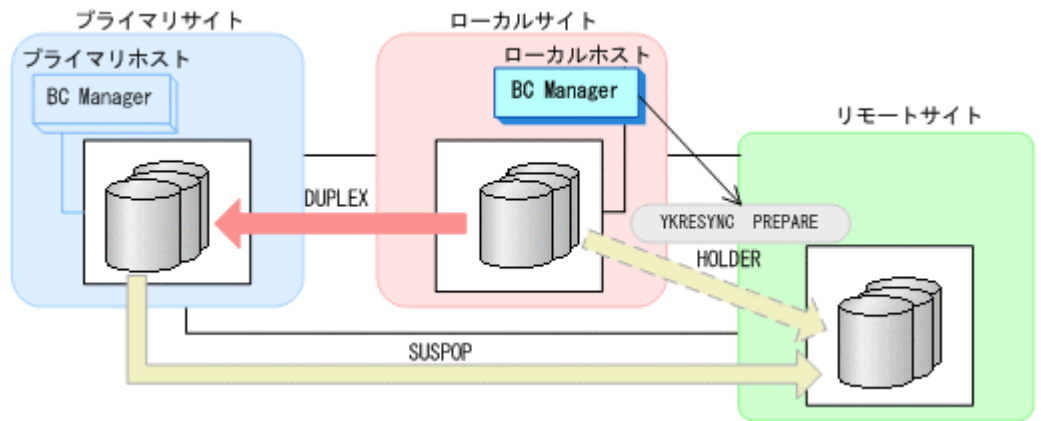 プライマリサイト
ローカルサイト
プライマリホスト
ローカルホスト
BC Manager
BC Manager
リモートサイト
DUPLEX
YKRESYNC PREPARE
HOLDER
SUSPOP